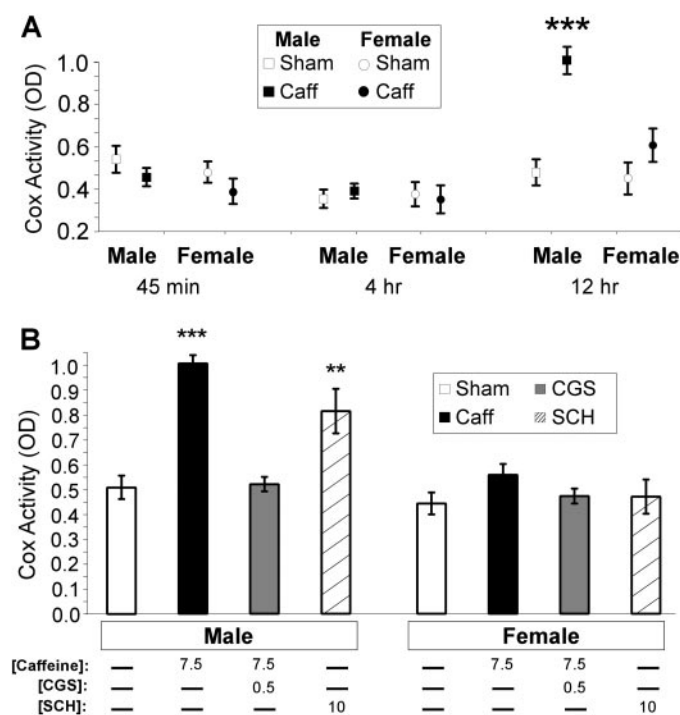 A
Male Female
Sham Sham
Caff Caff
***
Cox Activity (OD)
1.0
0.6
0.4
0.2
Male Female Male Female Male Female
45 min 4 hr 12 hr
B
*** **
Sham CGS
Caff SCH
Cox Activity (OD)
1.0
0.9
0.8
0.7
0.6
0.5
0.4
0.3
0.2
0.1
0.0
Male Female
[Caffeine]: — 7.5 7.5 — — 7.5 7.5 —
[CGS]: — — 0.5 — — — 0.5 —
[SCH]: — — — 10 — — — 10